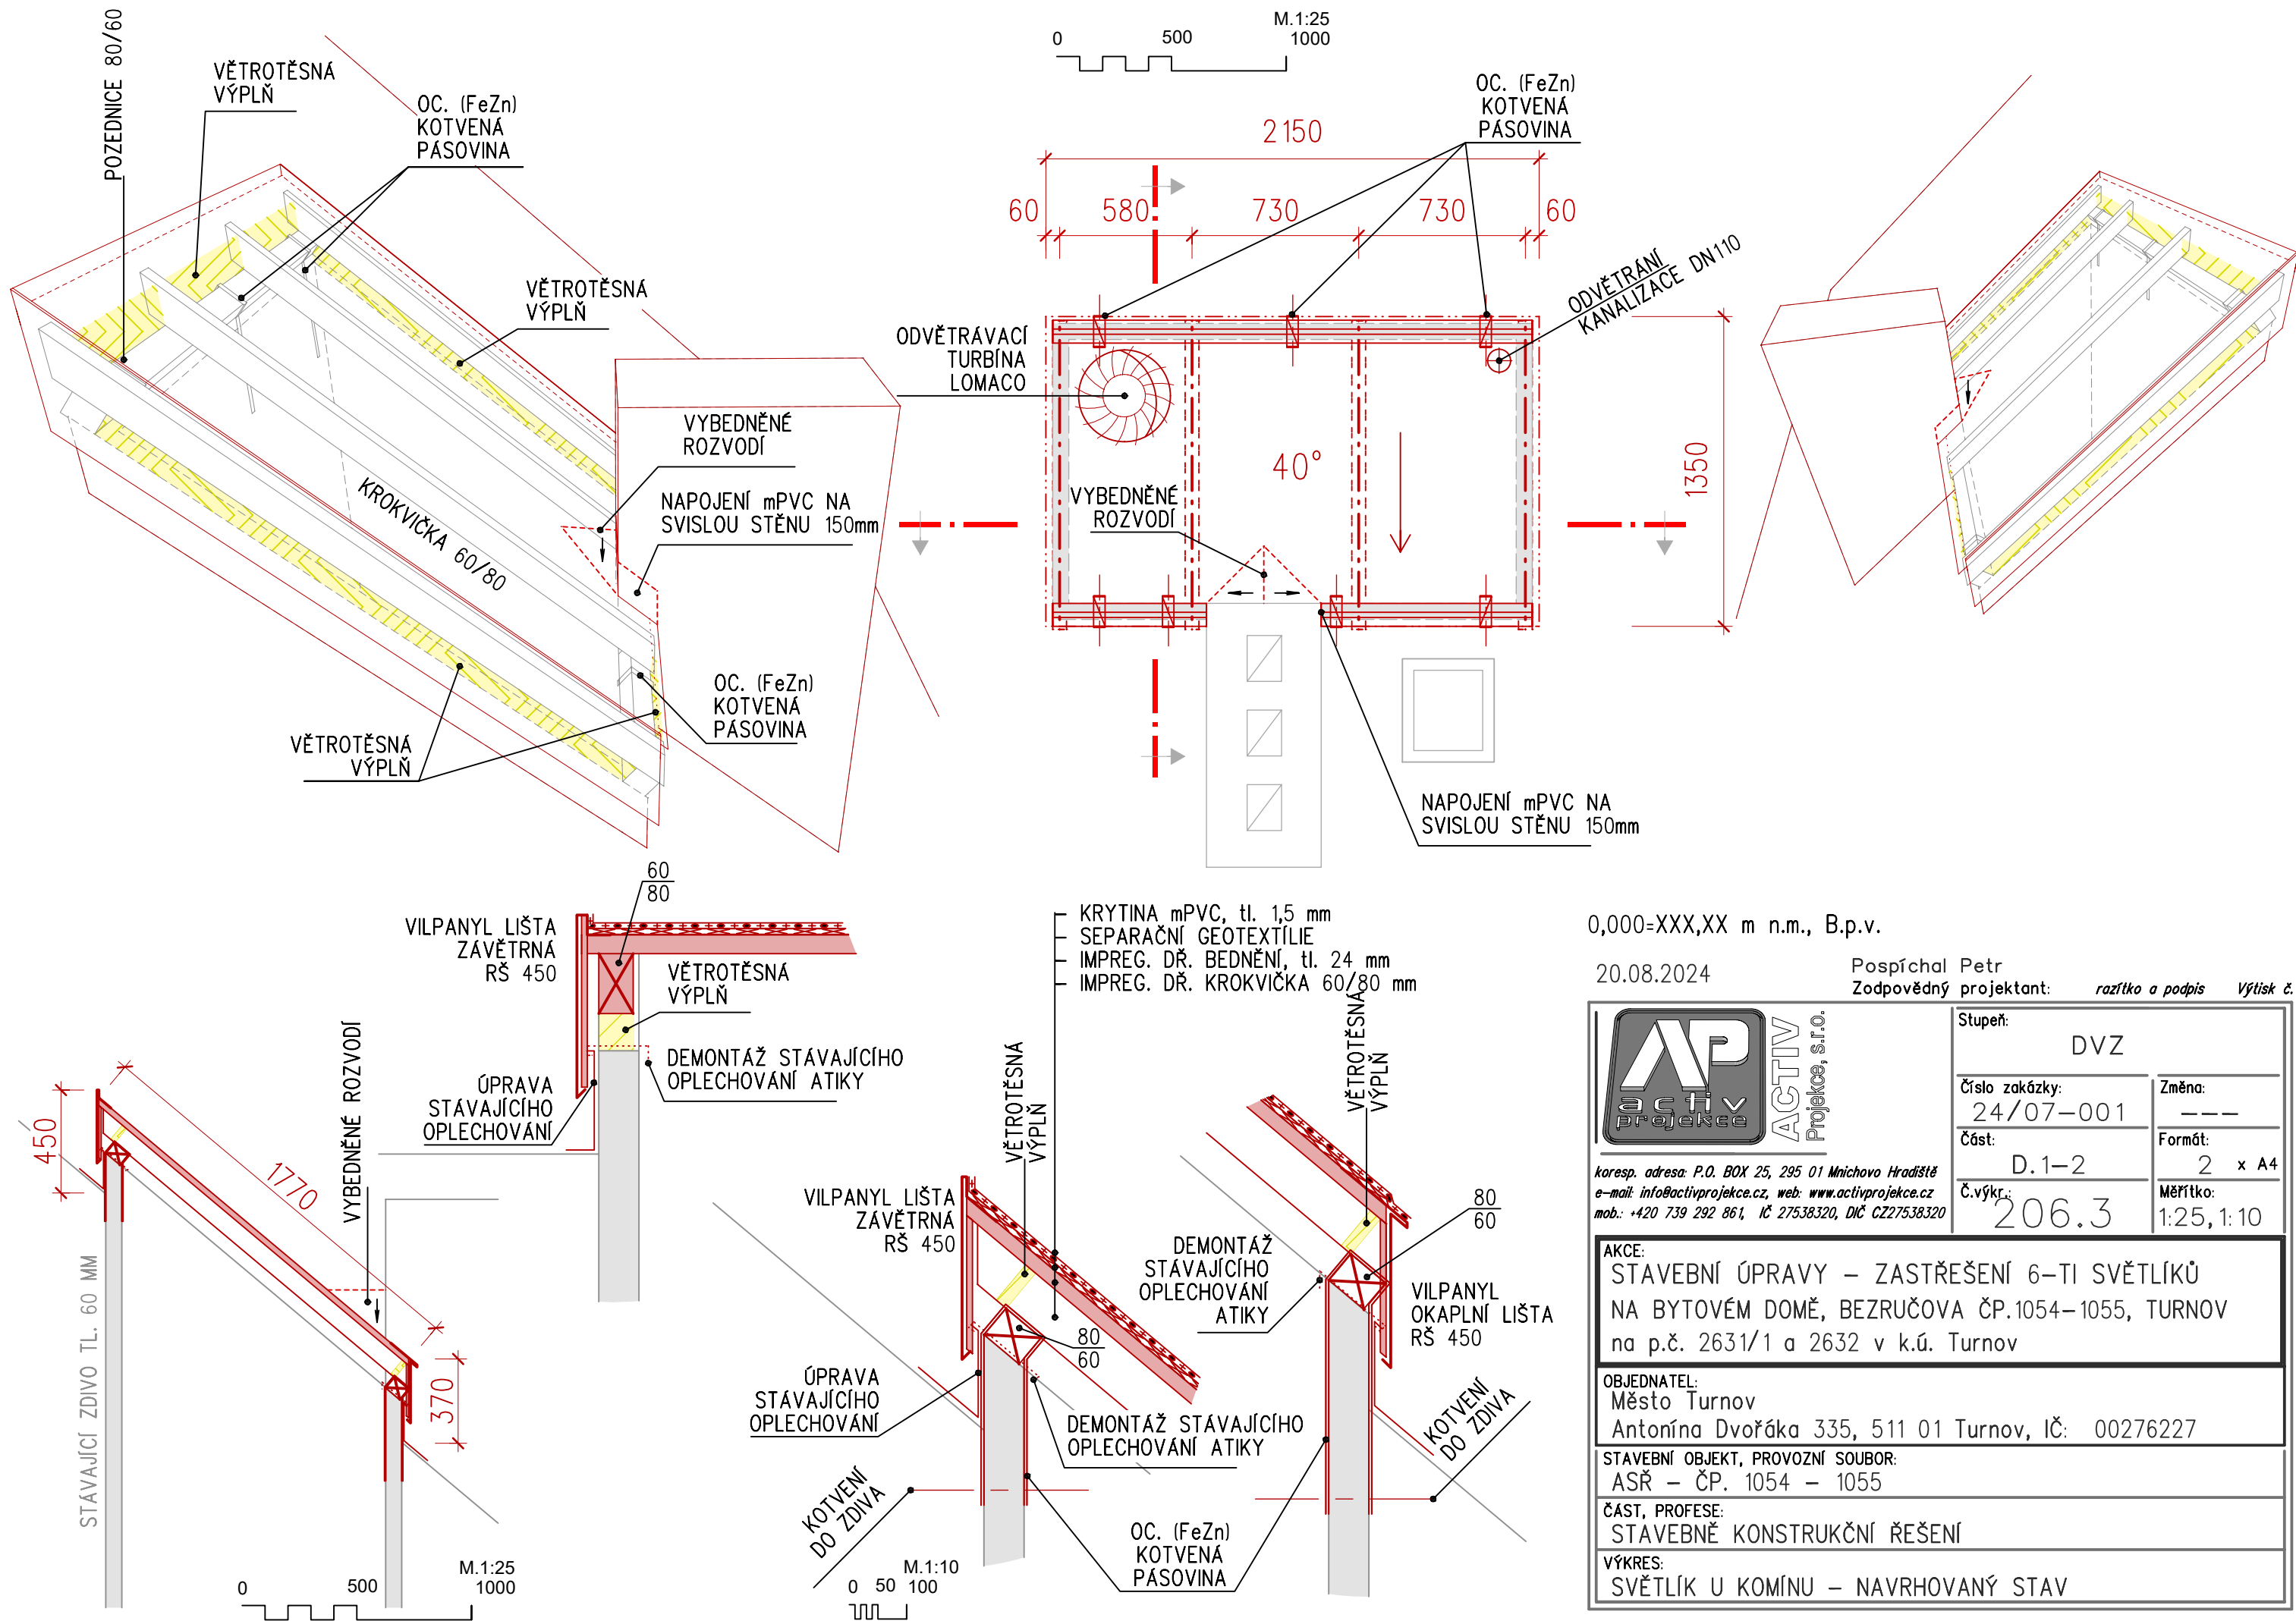 POZEDNICE 80/60
VĚTROTĚSNÁ
VÝPLŇ
OC. (FeZn)
KOTVENÁ
PÁSOVINA
VĚTROTĚSNÁ
VÝPLŇ
VYBEDNĚNÉ
ROZVODÍ
NAPOJENÍ mPVC NA
SVISLOU STĚNU 150mm
KROKVIČKA 60/80
OC. (FeZn)
KOTVENÁ
PÁSOVINA
VĚTROTĚSNÁ
VÝPLŇ
M.1:25
0 500 1000
OC. (FeZn)
KOTVENÁ
PÁSOVINA
2150
60 580 730 730 60
ODVĚTRÁNÍ
KANALIZACE DN110
ODVĚTRÁVACÍ
TURBÍNA
LOMACO
40°
1350
VYBEDNĚNÉ
ROZVODÍ
NAPOJENÍ mPVC NA
SVISLOU STĚNU 150mm
60
80
VILPANYL LIŠTA
ZÁVĚTRNÁ
RŠ 450
VĚTROTĚSNÁ
VÝPLŇ
DEMONTÁŽ STÁVAJÍCÍHO
OPLECHOVÁNÍ ATIKY
ÚPRAVA
STÁVAJÍCÍHO
OPLECHOVÁNÍ
450
1770
370
VYBEDNĚNÉ ROZVODÍ
STÁVAJÍCÍ ZDIVO TL. 60 MM
M.1:25
0 500 1000
KRYTINA mPVC, tl. 1,5 mm
SEPARAČNÍ GEOTEXTÍLIE
IMPREG. DŘ. BEDNĚNÍ, tl. 24 mm
IMPREG. DŘ. KROKVIČKA 60/80 mm
VĚTROTĚSNÁ
VÝPLŇ
VĚTROTĚSNÁ
VÝPLŇ
VILPANYL LIŠTA
ZÁVĚTRNÁ
RŠ 450
80
60
80
60
DEMONTÁŽ
STÁVAJÍCÍHO
OPLECHOVÁNÍ
ATIKY
VILPANYL
OKAPLNÍ LIŠTA
RŠ 450
ÚPRAVA
STÁVAJÍCÍHO
OPLECHOVÁNÍ
DEMONTÁŽ STÁVAJÍCÍHO
OPLECHOVÁNÍ ATIKY
KOTVENÍ
DO ZDIVA
KOTVENÍ
DO ZDIVA
OC. (FeZn)
KOTVENÁ
PÁSOVINA
M.1:10
0 50 100
0,000=XXX,XX m n.m., B.p.v.
20.08.2024
Pospíchal Petr
Zodpovědný projektant: razítko a podpis Výtisk č.
AP
activ
projekce
ACTIV
Projekce, s.r.o.
koresp. adresa: P.O. BOX 25, 295 01 Mnichovo Hradiště
e-mail: info@activprojekce.cz, web: www.activprojekce.cz
mob.: +420 739 292 861, IČ 27538320, DIČ CZ27538320
Stupeň:
DVZ
Číslo zakázky:
24/07-001
Změna:
---
Část:
D.1-2
Formát:
2 x A4
Č.výkr.:
206.3
Měřítko:
1:25,1:10
AKCE:
STAVEBNÍ ÚPRAVY - ZASTŘEŠENÍ 6-TI SVĚTLÍKŮ
NA BYTOVÉM DOMĚ, BEZRUČOVA ČP.1054-1055, TURNOV
na p.č. 2631/1 a 2632 v k.ú. Turnov
OBJEDNATEL:
Město Turnov
Antonína Dvořáka 335, 511 01 Turnov, IČ: 00276227
STAVEBNÍ OBJEKT, PROVOZNÍ SOUBOR:
ASŘ - ČP. 1054 - 1055
ČÁST, PROFESE:
STAVEBNĚ KONSTRUKČNÍ ŘEŠENÍ
VÝKRES:
SVĚTLÍK U KOMÍNU - NAVRHOVANÝ STAV